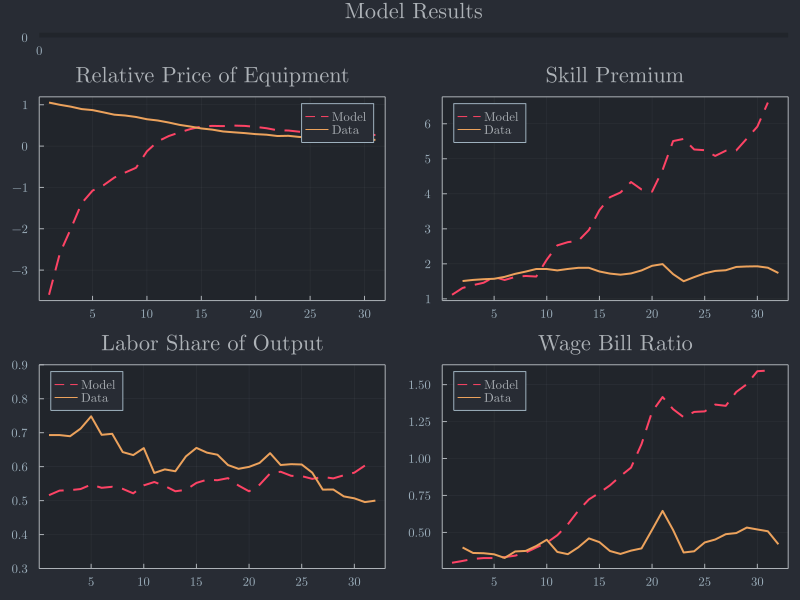 Model Results
0
0
Relative Price of Equipment
Skill Premium
1
0
−1
−2
−3
5 10 15 20 25 30
Model
Data
6
5
4
3
2
1
5 10 15 20 25 30
Model
Data
Labor Share of Output
Wage Bill Ratio
0.9
0.8
0.7
0.6
0.5
0.4
0.3
5 10 15 20 25 30
Model
Data
1.50
1.25
1.00
0.75
0.50
5 10 15 20 25 30
Model
Data